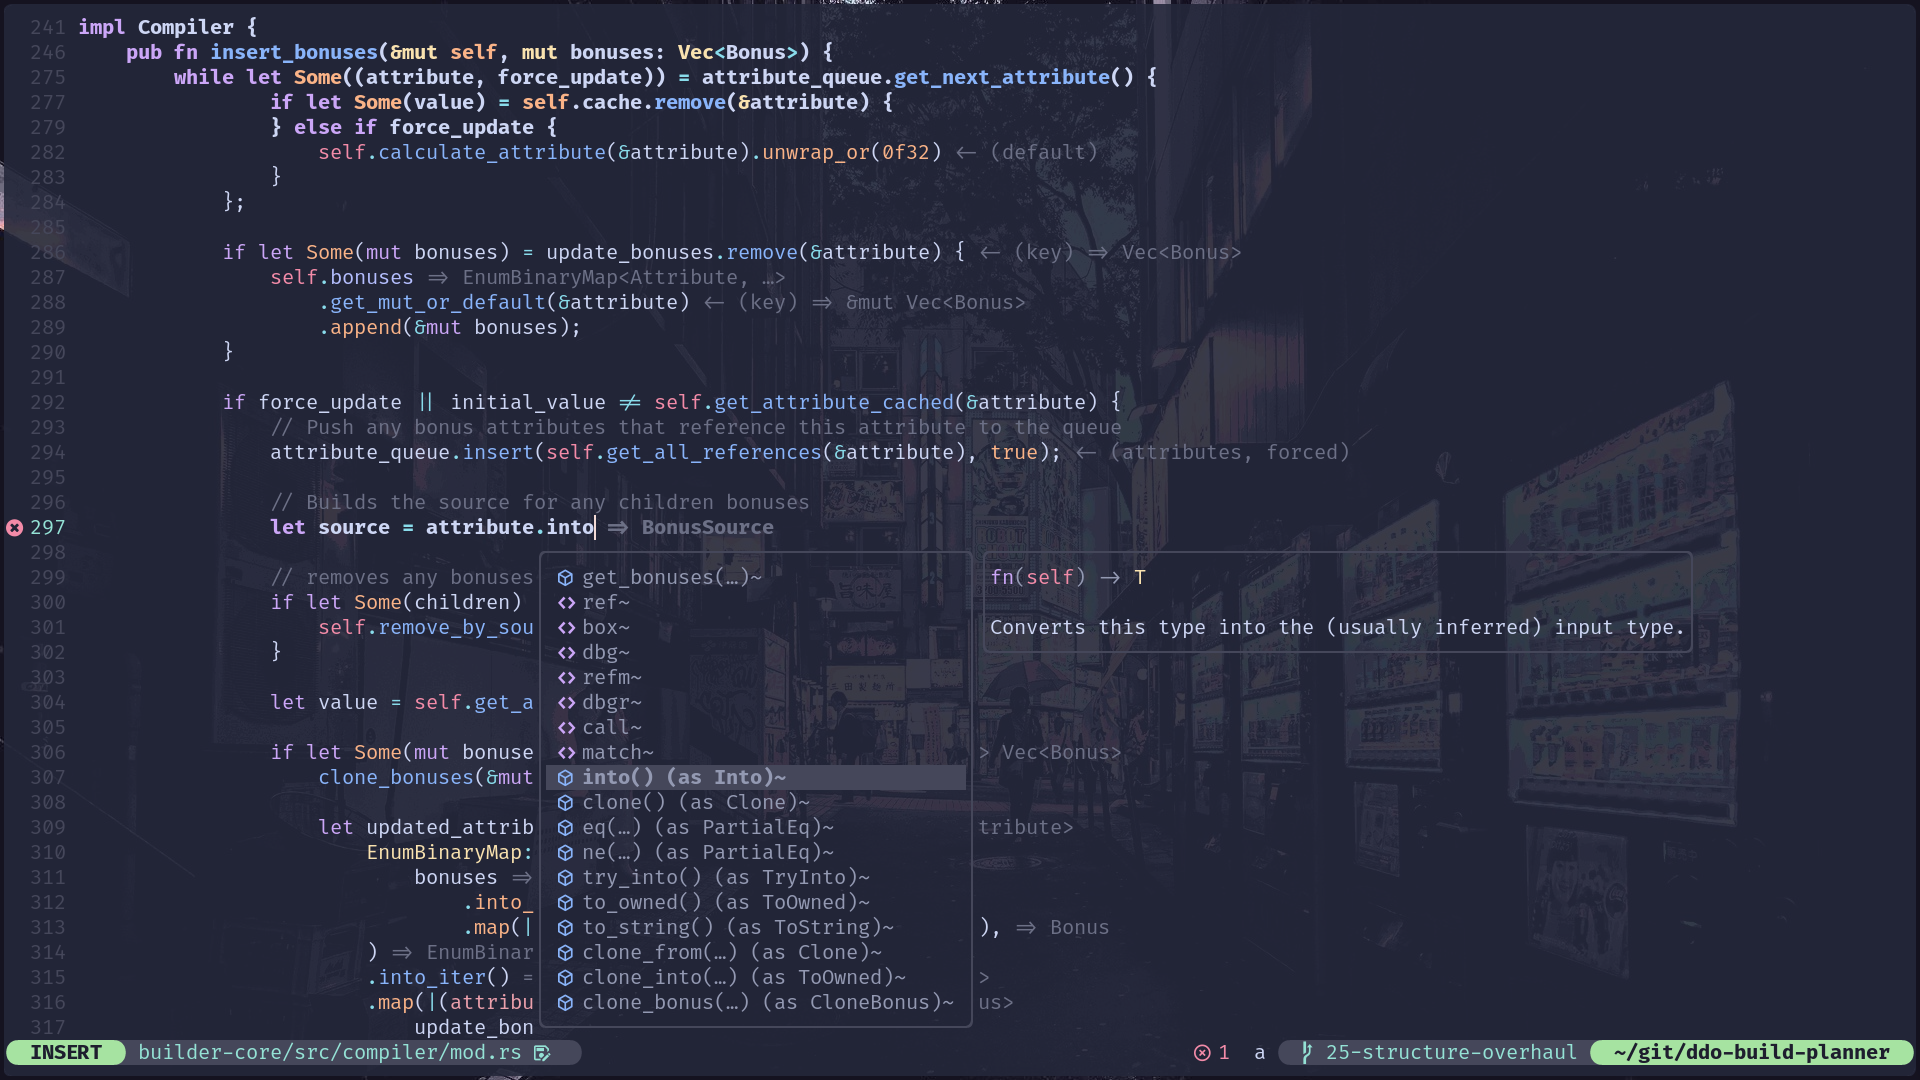 241 impl Compiler {
246     pub fn insert_bonuses(&mut self, mut bonuses: Vec<Bonus>) {
275         while let Some((attribute, force_update)) = attribute_queue.get_next_attribute() {
277                 if let Some(value) = self.cache.remove(&attribute) {
279                 } else if force_update {
282                     self.calculate_attribute(&attribute).unwrap_or(0f32) <- (default)
283                 }
284             };
285
286             if let Some(mut bonuses) = update_bonuses.remove(&attribute) { <- (key) => Vec<Bonus>
287                 self.bonuses => EnumBinaryMap<Attribute, …>
288                     .get_mut_or_default(&attribute) <- (key) => &mut Vec<Bonus>
289                     .append(&mut bonuses);
290             }
291
292             if force_update || initial_value != self.get_attribute_cached(&attribute) {
293                 // Push any bonus attributes that reference this attribute to the queue
294                 attribute_queue.insert(self.get_all_references(&attribute), true); <- (attributes, forced)
295
296                 // Builds the source for any children bonuses
297                 let source = attribute.into => BonusSource
298
299                 // removes any bonuses
300                 if let Some(children)
301                     self.remove_by_sou
302                 }
303
304                 let value = self.get_a
305
306                 if let Some(mut bonuse > Vec<Bonus>
307                     clone_bonuses(&mut
308
309                     let updated_attrib tribute>
310                         EnumBinaryMap:
311                             bonuses =>
312                                 .into_
313                                 .map(| ), => Bonus
314                         ) => EnumBinar
315                         .into_iter() = >
316                         .map(|(attribu us>
317                             update_bon
get_bonuses(…)~
ref~
box~
dbg~
refm~
dbgr~
call~
match~
into() (as Into)~
clone() (as Clone)~
eq(…) (as PartialEq)~
ne(…) (as PartialEq)~
try_into() (as TryInto)~
to_owned() (as ToOwned)~
to_string() (as ToString)~
clone_from(…) (as Clone)~
clone_into(…) (as ToOwned)~
clone_bonus(…) (as CloneBonus)~
fn(self) -> T
Converts this type into the (usually inferred) input type.
INSERT builder-core/src/compiler/mod.rs 1 a 25-structure-overhaul ~/git/ddo-build-planner